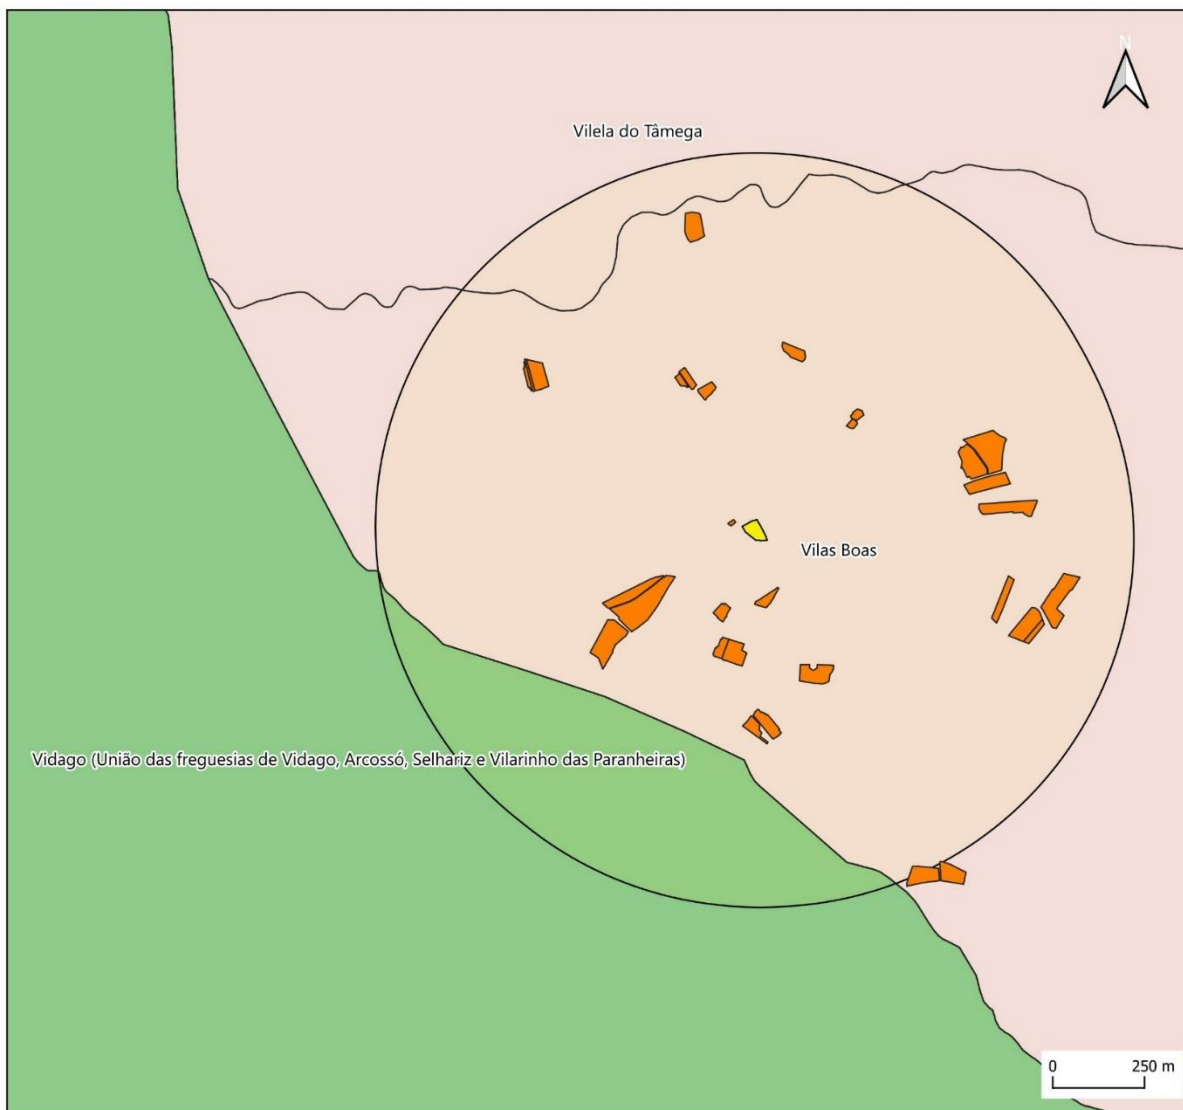 N
Vilela do Tâmega
Vilas Boas
Vidago (União das freguesias de Vidago, Arcossó, Selhariz e Vilarinho das Paranheiras)
0 250 m